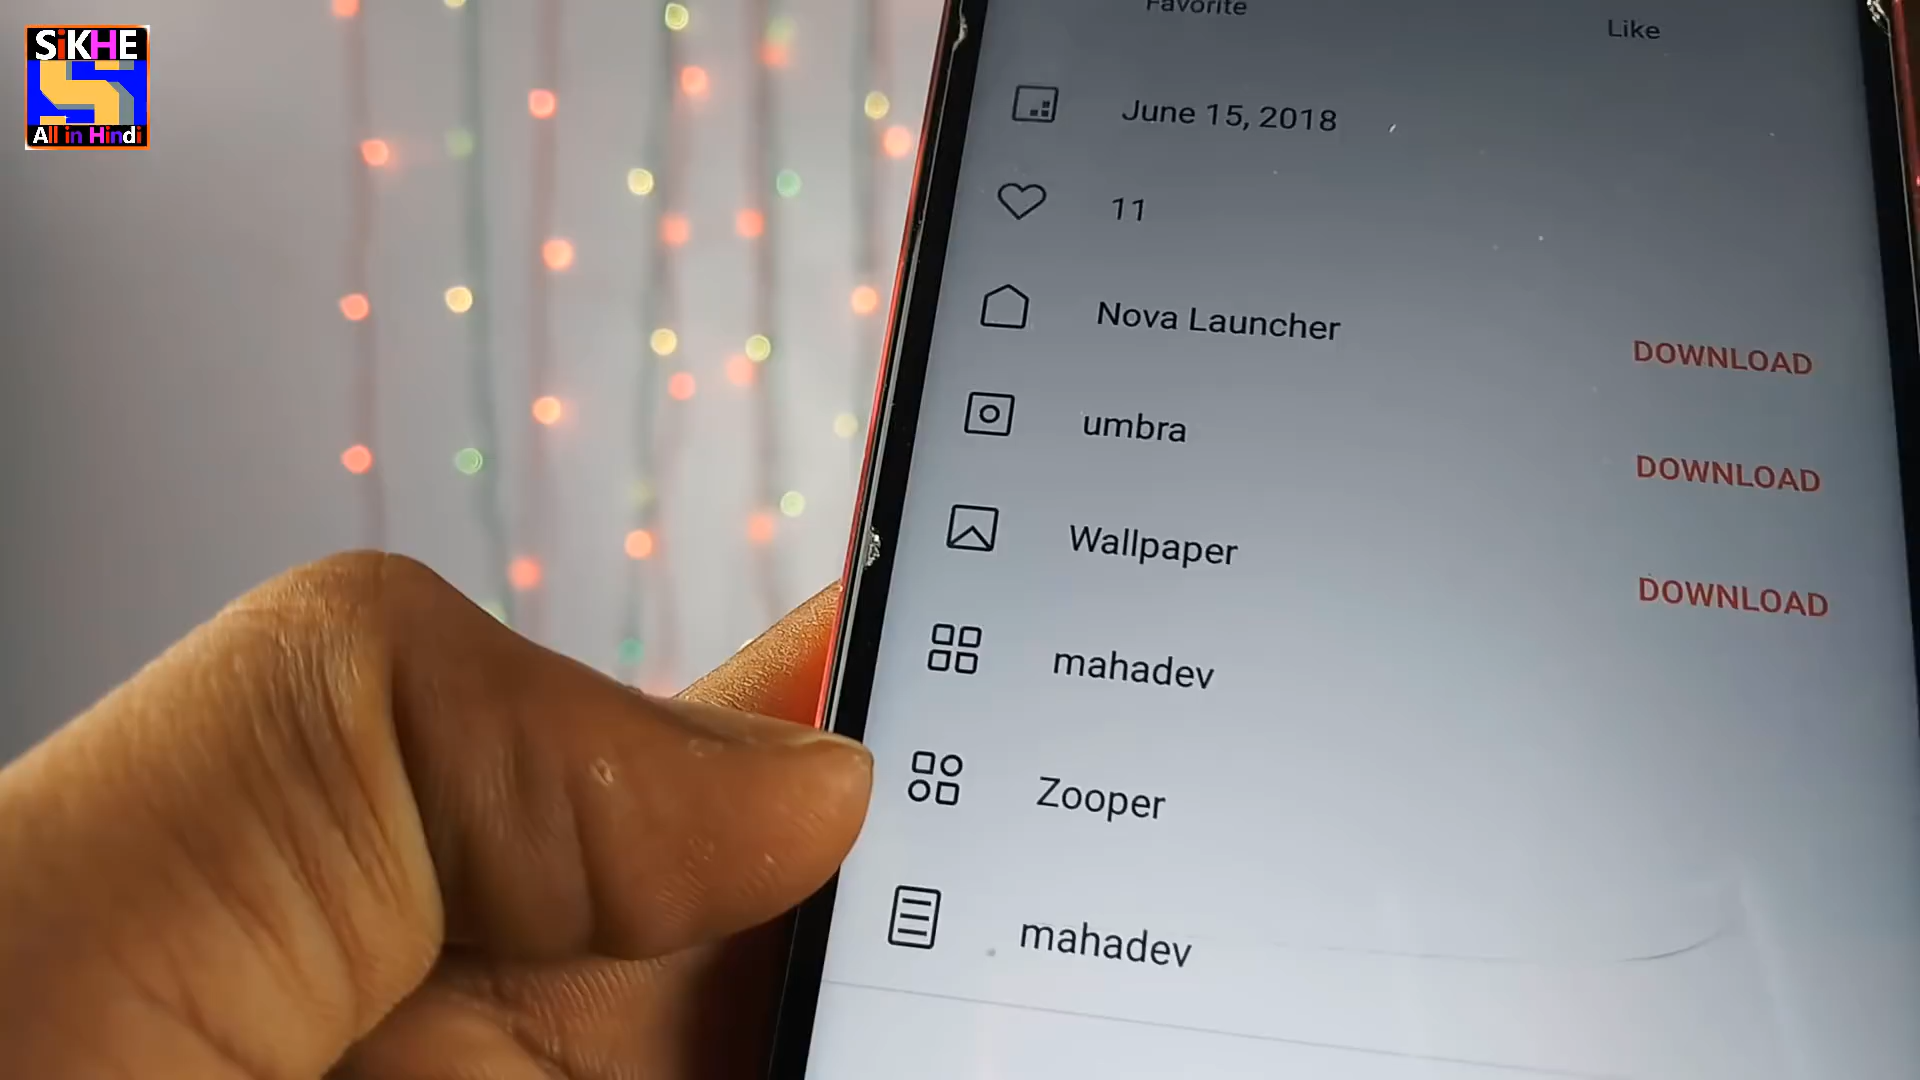 SiKHE
All in Hindi
Favorite
Like
June 15, 2018
11
Nova Launcher
DOWNLOAD
umbra
DOWNLOAD
Wallpaper
DOWNLOAD
mahadev
Zooper
mahadev